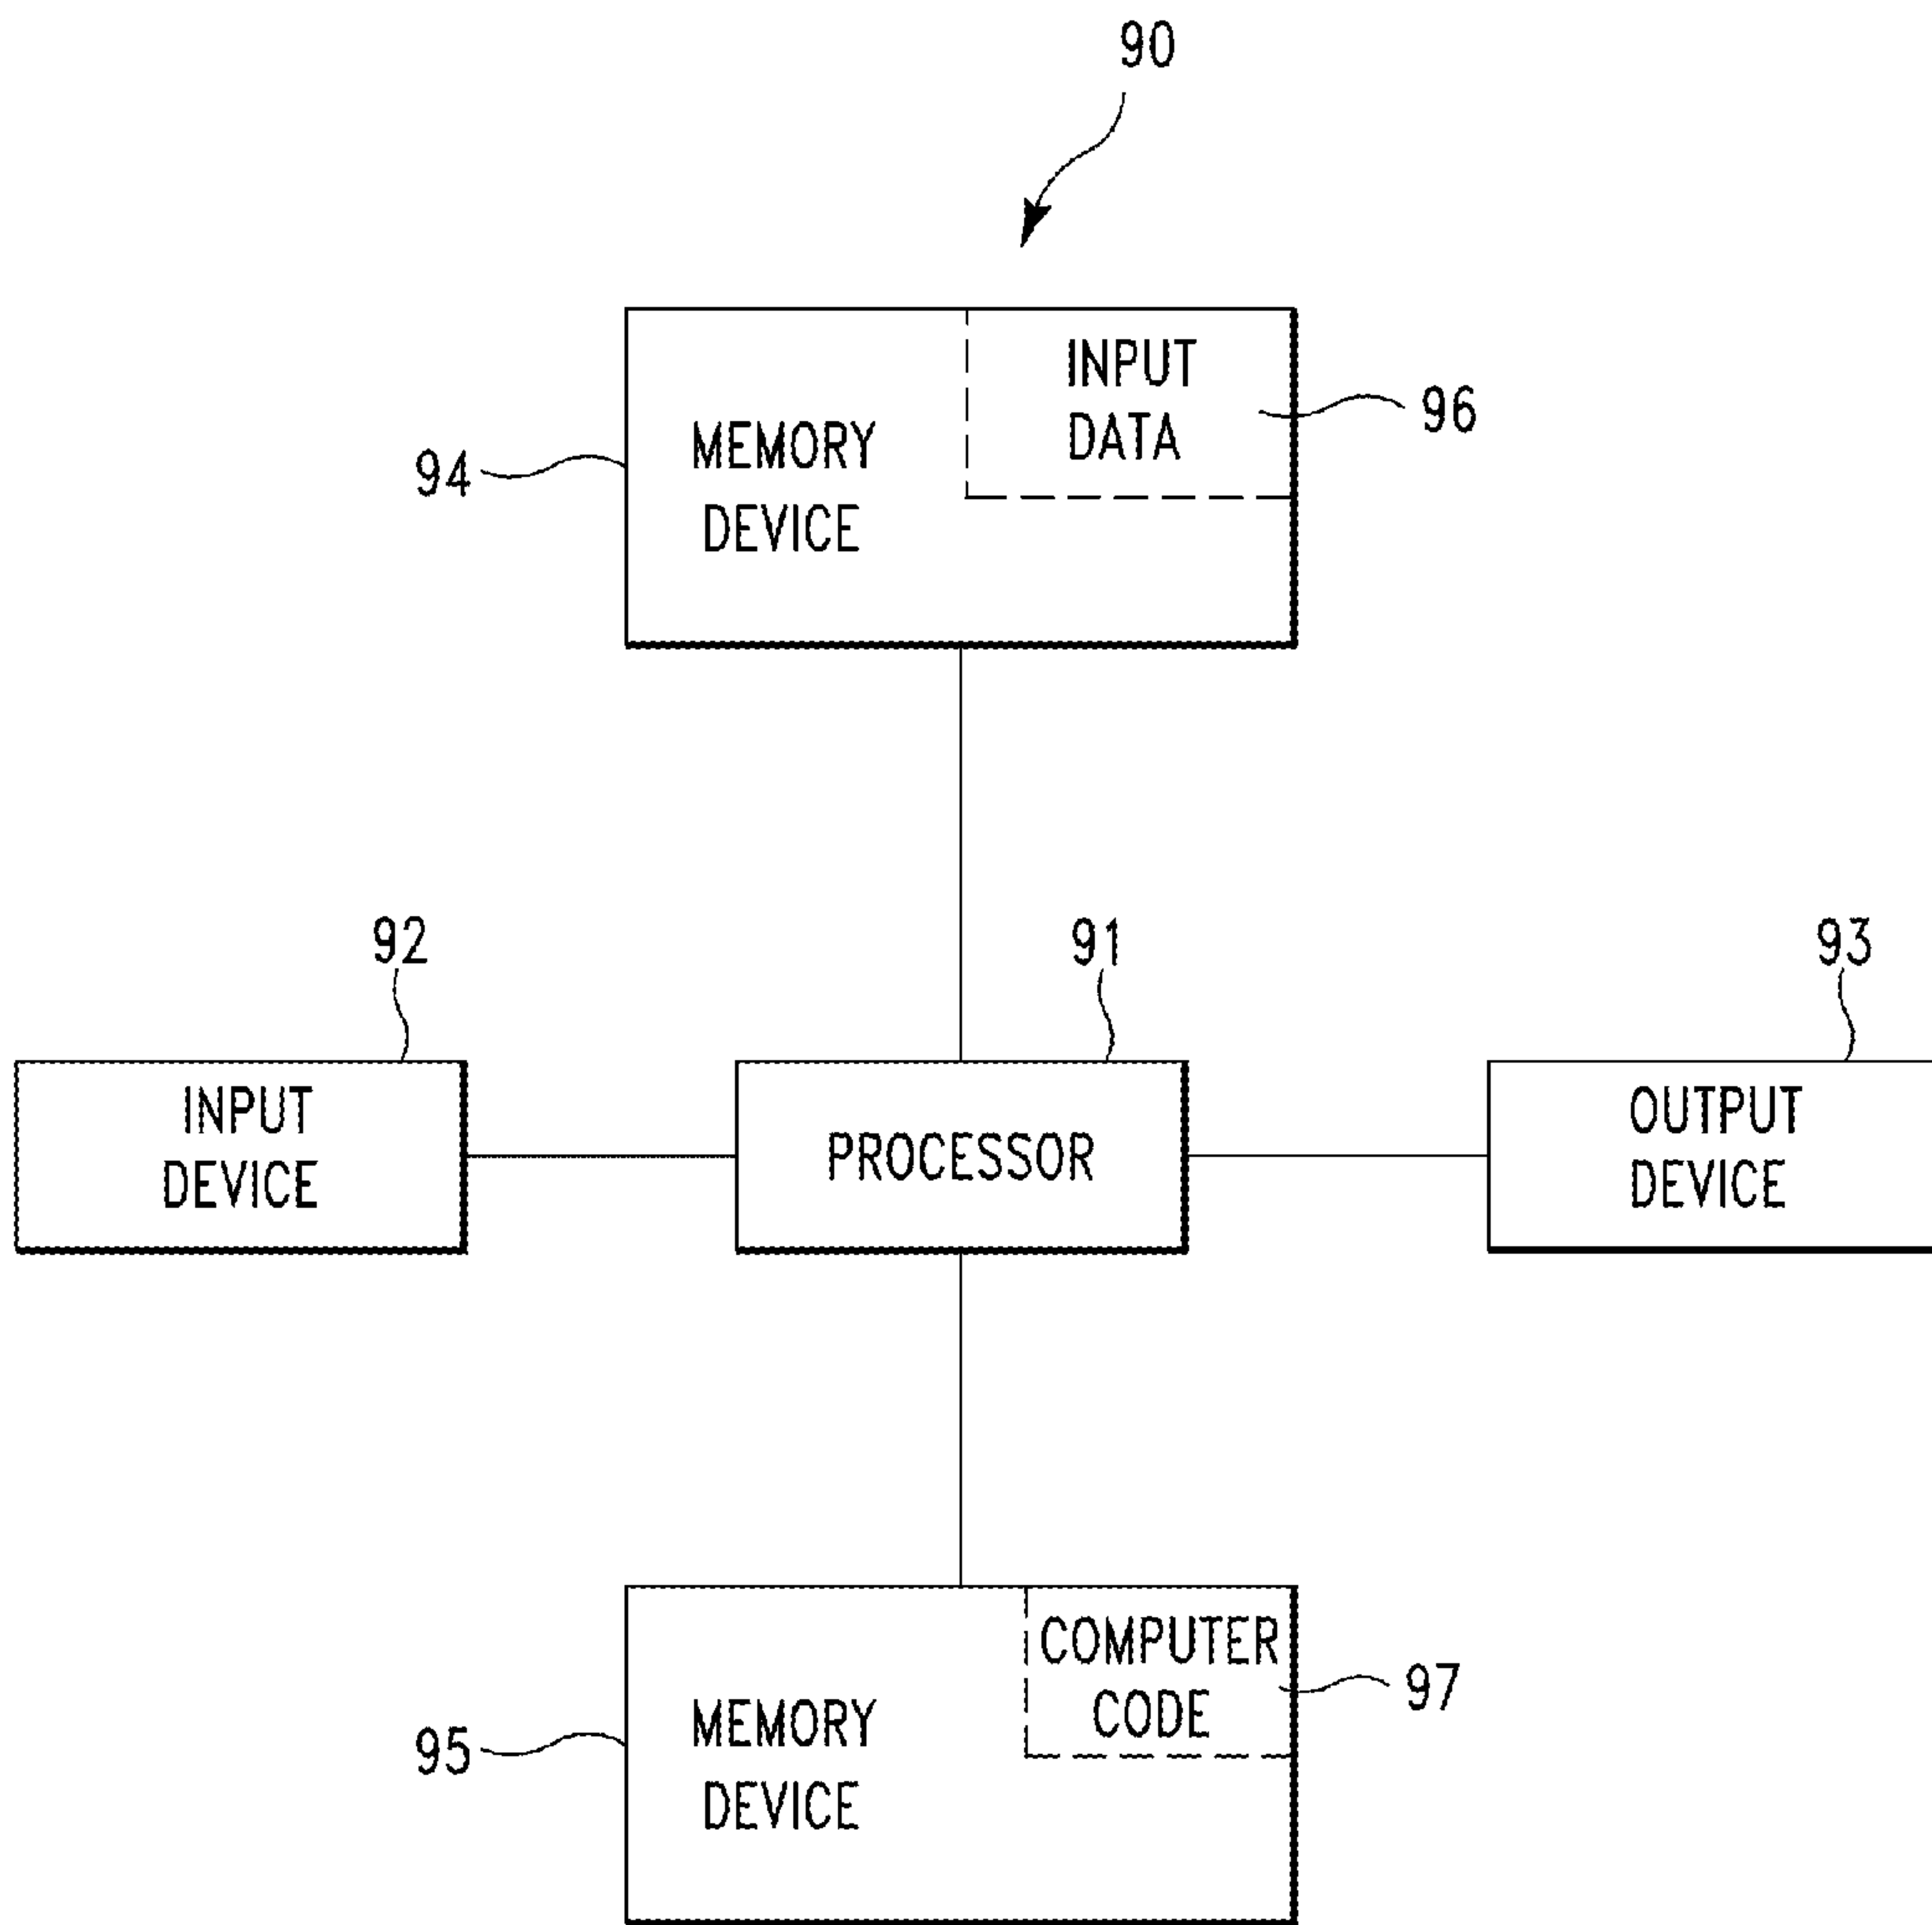 90
INPUT
DATA
96
MEMORY
DEVICE
94
92
91
93
INPUT
DEVICE
PROCESSOR
OUTPUT
DEVICE
COMPUTER
CODE
97
MEMORY
DEVICE
95